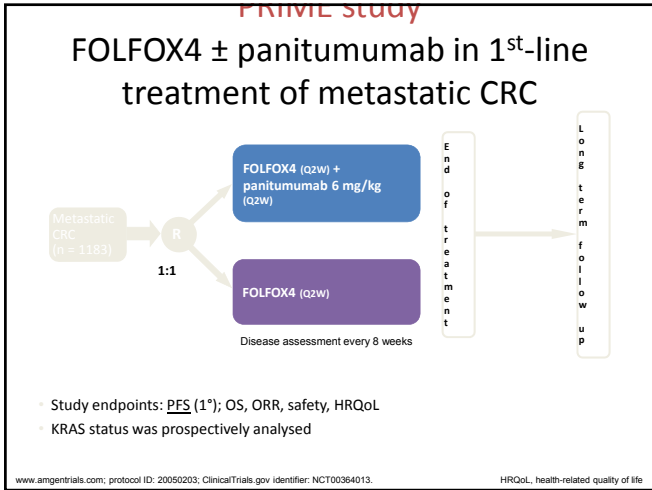 PRIME study
FOLFOX4 ± panitumumab in 1st-line
treatment of metastatic CRC
Metastatic
CRC
(n = 1183)
R
1:1
FOLFOX4 (Q2W) +
panitumumab 6 mg/kg
(Q2W)
FOLFOX4 (Q2W)
Disease assessment every 8 weeks
End of treatment
Long term follow up
Study endpoints: PFS (1°); OS, ORR, safety, HRQoL
KRAS status was prospectively analysed
www.amgentrials.com; protocol ID: 20050203; ClinicalTrials.gov identifier: NCT00364013.
HRQoL, health-related quality of life